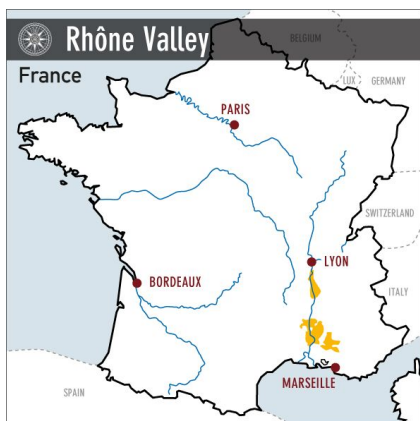 Rhône Valley
France
BELGIUM
LUX
GERMANY
PARIS
SWITZERLAND
LYON
BORDEAUX
ITALY
MARSEILLE
SPAIN